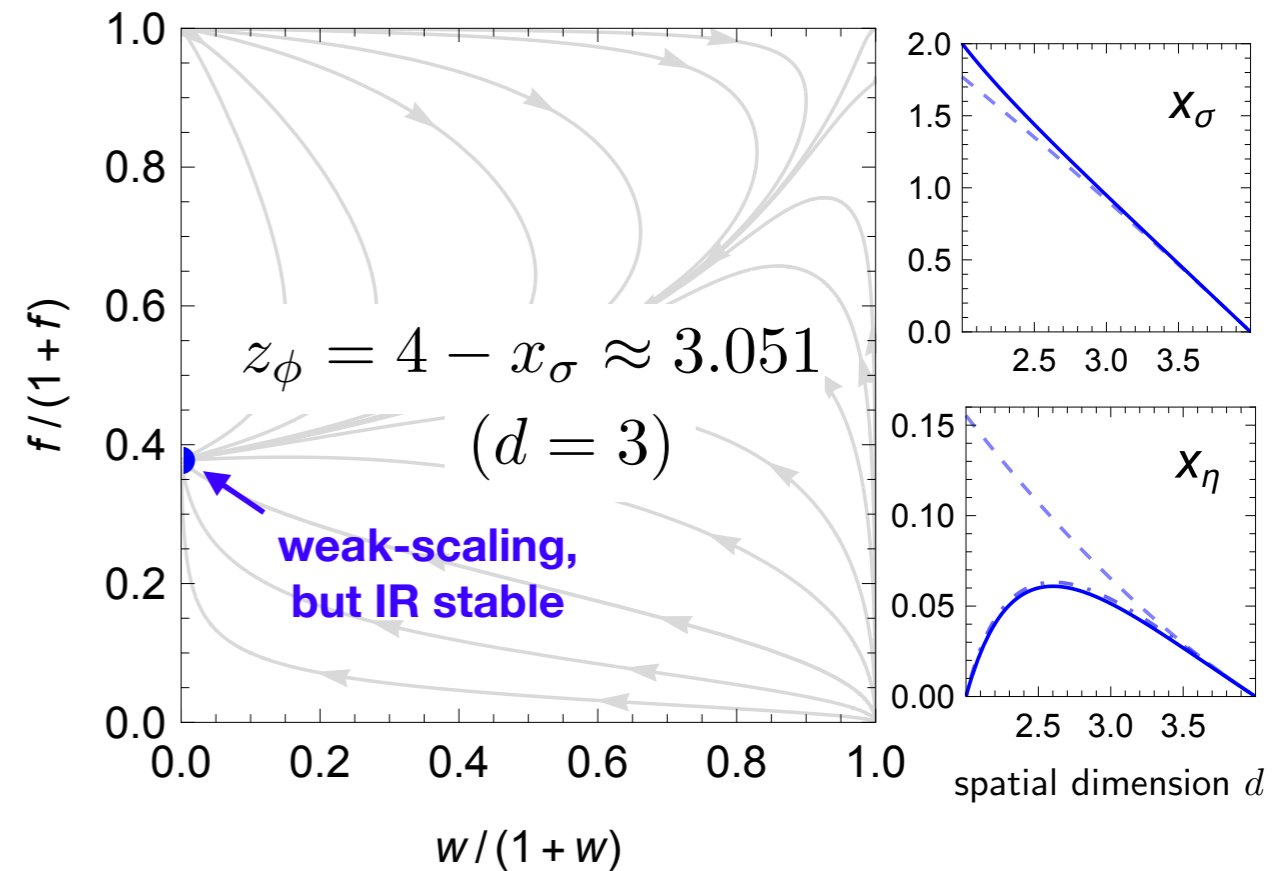 1.0
0.8
0.6
0.4
0.2
0.0
f / (1 + f)
0.0 0.2 0.4 0.6 0.8 1.0
w / (1 + w)
z_ϕ = 4 − x_σ ≈ 3.051
(d = 3)
weak-scaling,
but IR stable
2.0
1.5
1.0
0.5
0.0
x_σ
2.5 3.0 3.5
0.15
0.10
0.05
0.00
x_η
2.5 3.0 3.5
spatial dimension d